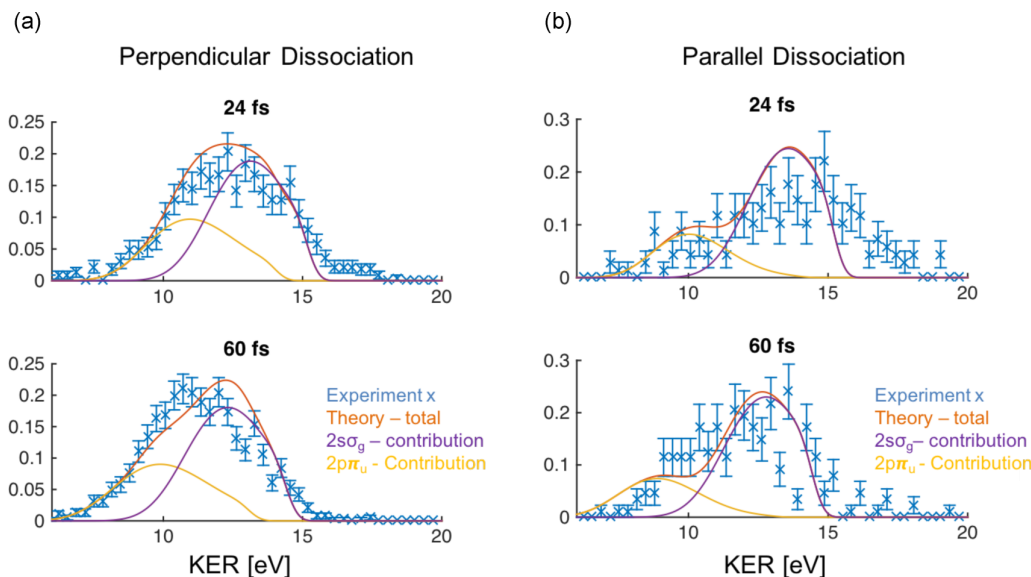 (a)
Perpendicular Dissociation
24 fs
0.25
0.2
0.15
0.1
0.05
0
10
15
20
60 fs
0.25
0.2
0.15
0.1
0.05
0
10
15
20
KER [eV]
Experiment x
Theory – total
2sσg – contribution
2pπu - Contribution
(b)
Parallel Dissociation
24 fs
0.3
0.2
0.1
0
10
15
20
60 fs
0.3
0.2
0.1
0
10
15
20
KER [eV]
Experiment x
Theory – total
2sσg – contribution
2pπu - Contribution